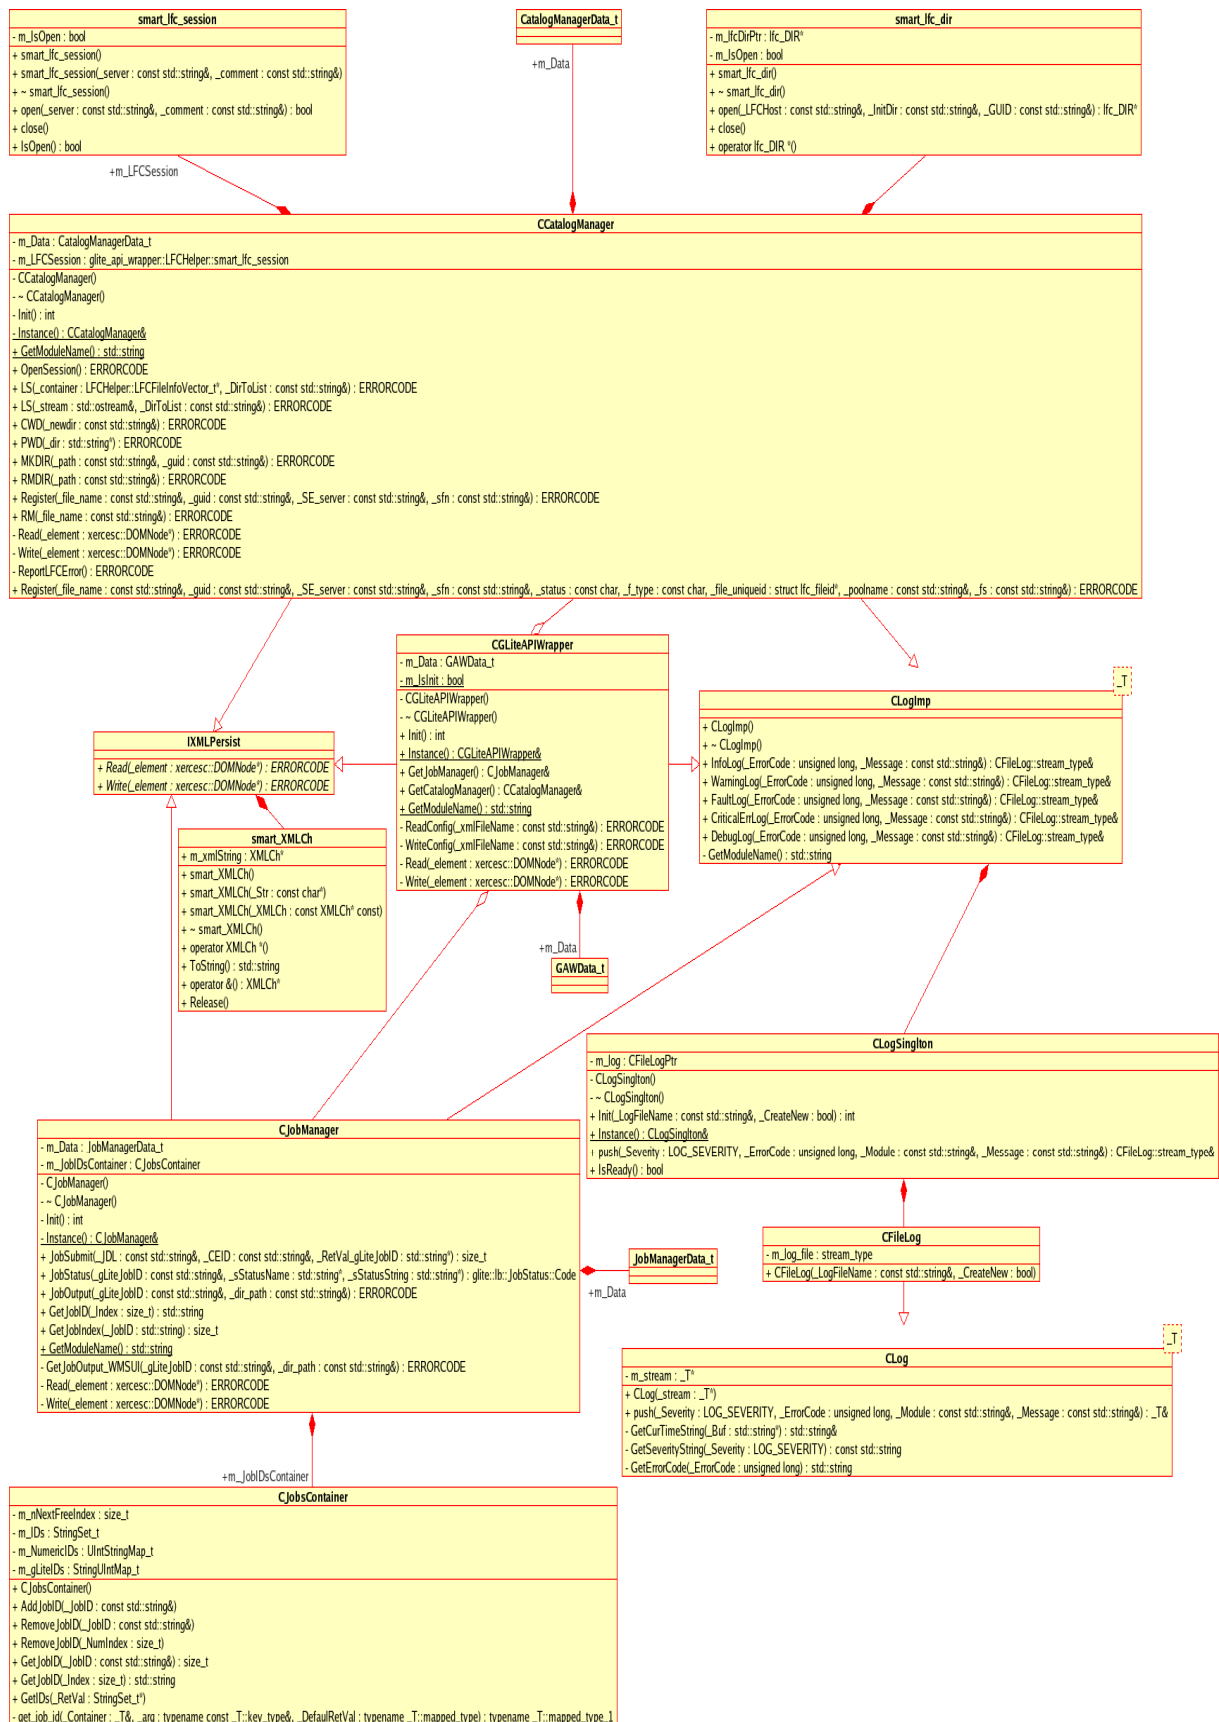 smart_lfc_session
- m_IsOpen : bool
+ smart_lfc_session()
+ smart_lfc_session(_server : const std::string&, _comment : const std::string&)
+ ~ smart_lfc_session()
+ open(_server : const std::string&, _comment : const std::string&) : bool
+ close()
+ IsOpen() : bool
+m_LFCSession
CatalogManagerData_t
+m_Data
smart_lfc_dir
- m_lfcDirPtr : lfc_DIR*
- m_IsOpen : bool
+ smart_lfc_dir()
+ ~ smart_lfc_dir()
+ open(_LFCHost : const std::string&, _InitDir : const std::string&, _GUID : const std::string&) : lfc_DIR*
+ close()
+ operator lfc_DIR *()
CCatalogManager
- m_Data : CatalogManagerData_t
- m_LFCSession : glite_api_wrapper::LFCHelper::smart_lfc_session
- CCatalogManager()
- ~ CCatalogManager()
- Init() : int
- Instance() : CCatalogManager&
+ GetModuleName() : std::string
+ OpenSession() : ERRORCODE
+ LS(_container : LFCHelper::LFCFileInfoVector_t*, _DirToList : const std::string&) : ERRORCODE
+ LS(_stream : std::ostream&, _DirToList : const std::string&) : ERRORCODE
+ CWD(_newdir : const std::string&) : ERRORCODE
+ PWD(_dir : std::string*) : ERRORCODE
+ MKDIR(_path : const std::string&, _guid : const std::string&) : ERRORCODE
+ RMDIR(_path : const std::string&) : ERRORCODE
+ Register(_file_name : const std::string&, _guid : const std::string&, _SE_server : const std::string&, _sfn : const std::string&) : ERRORCODE
+ RM(_file_name : const std::string&) : ERRORCODE
- Read(_element : xercesc::DOMNode*) : ERRORCODE
- Write(_element : xercesc::DOMNode*) : ERRORCODE
- ReportLFCError() : ERRORCODE
+ Register(_file_name : const std::string&, _guid : const std::string&, _SE_server : const std::string&, _sfn : const std::string&, _status : const char, _f_type : const char, _file_uniqueid : struct lfc_fileid*, _poolname : const std::string&, _fs : const std::string&) : ERRORCODE
CGLiteAPIWrapper
- m_Data : GAWData_t
- m_IsInit : bool
- CGLiteAPIWrapper()
- ~ CGLiteAPIWrapper()
+ Init() : int
+ Instance() : CGLiteAPIWrapper&
+ GetJobManager() : CJobManager&
+ GetCatalogManager() : CCatalogManager&
+ GetModuleName() : std::string
- ReadConfig(_xmlFileName : const std::string&) : ERRORCODE
- WriteConfig(_xmlFileName : const std::string&) : ERRORCODE
- Read(_element : xercesc::DOMNode*) : ERRORCODE
- Write(_element : xercesc::DOMNode*) : ERRORCODE
+m_Data
GAWData_t
_T
CLogImp
+ CLogImp()
+ ~ CLogImp()
+ InfoLog(_ErrorCode : unsigned long, _Message : const std::string&) : CFileLog::stream_type&
+ WarningLog(_ErrorCode : unsigned long, _Message : const std::string&) : CFileLog::stream_type&
+ FaultLog(_ErrorCode : unsigned long, _Message : const std::string&) : CFileLog::stream_type&
+ CriticalErrLog(_ErrorCode : unsigned long, _Message : const std::string&) : CFileLog::stream_type&
+ DebugLog(_ErrorCode : unsigned long, _Message : const std::string&) : CFileLog::stream_type&
- GetModuleName() : std::string
IXMLPersist
+ Read(_element : xercesc::DOMNode*) : ERRORCODE
+ Write(_element : xercesc::DOMNode*) : ERRORCODE
smart_XMLCh
+ m_xmlString : XMLCh*
+ smart_XMLCh()
+ smart_XMLCh(_Str : const char*)
+ smart_XMLCh(_XMLCh : const XMLCh* const)
+ ~ smart_XMLCh()
+ operator XMLCh *()
+ ToString() : std::string
+ operator &() : XMLCh*
+ Release()
CLogSinglton
- m_log : CFileLogPtr
- CLogSinglton()
- ~ CLogSinglton()
+ Init(_LogFileName : const std::string&, _CreateNew : bool) : int
+ Instance() : CLogSinglton&
+ push(_Severity : LOG_SEVERITY, _ErrorCode : unsigned long, _Module : const std::string&, _Message : const std::string&) : CFileLog::stream_type&
+ IsReady() : bool
CJobManager
- m_Data : JobManagerData_t
- m_JobIDsContainer : CJobsContainer
- CJobManager()
- ~ CJobManager()
- Init() : int
- Instance() : CJobManager&
+ JobSubmit(_JDL : const std::string&, _CEID : const std::string&, _RetVal_gLiteJobID : std::string*) : size_t
+ JobStatus(_gLiteJobID : const std::string&, _sStatusName : std::string*, _sStatusString : std::string*) : glite::lb::JobStatus::Code
+ JobOutput(_gLiteJobID : const std::string&, _dir_path : const std::string&) : ERRORCODE
+ GetJobID(_Index : size_t) : std::string
+ GetJobIndex(_JobID : std::string) : size_t
+ GetModuleName() : std::string
- GetJobOutput_WMSUI(_gLiteJobID : const std::string&, _dir_path : const std::string&) : ERRORCODE
- Read(_element : xercesc::DOMNode*) : ERRORCODE
- Write(_element : xercesc::DOMNode*) : ERRORCODE
JobManagerData_t
+m_Data
CFileLog
- m_log_file : stream_type
+ CFileLog(_LogFileName : const std::string&, _CreateNew : bool)
_T
CLog
- m_stream : _T*
+ CLog(_stream : _T*)
+ push(_Severity : LOG_SEVERITY, _ErrorCode : unsigned long, _Module : const std::string&, _Message : const std::string&) : _T&
- GetCurTimeString(_Buf : std::string*) : std::string&
- GetSeverityString(_Severity : LOG_SEVERITY) : const std::string
- GetErrorCode(_ErrorCode : unsigned long) : std::string
+m_JobIDsContainer
CJobsContainer
- m_nNextFreeIndex : size_t
- m_IDs : StringSet_t
- m_NumericIDs : UIntStringMap_t
- m_gLiteIDs : StringUIntMap_t
+ CJobsContainer()
+ AddJobID(_JobID : const std::string&)
+ RemoveJobID(_JobID : const std::string&)
+ RemoveJobID(_NumIndex : size_t)
+ GetJobID(_JobID : const std::string&) : size_t
+ GetJobID(_Index : size_t) : std::string
+ GetIDs(_RetVal : StringSet_t*)
- get_job_id(_Container : _T&, _arg : typename const _T::key_type&, _DefaulRetVal : typename _T::mapped_type) : typename _T::mapped_type_1